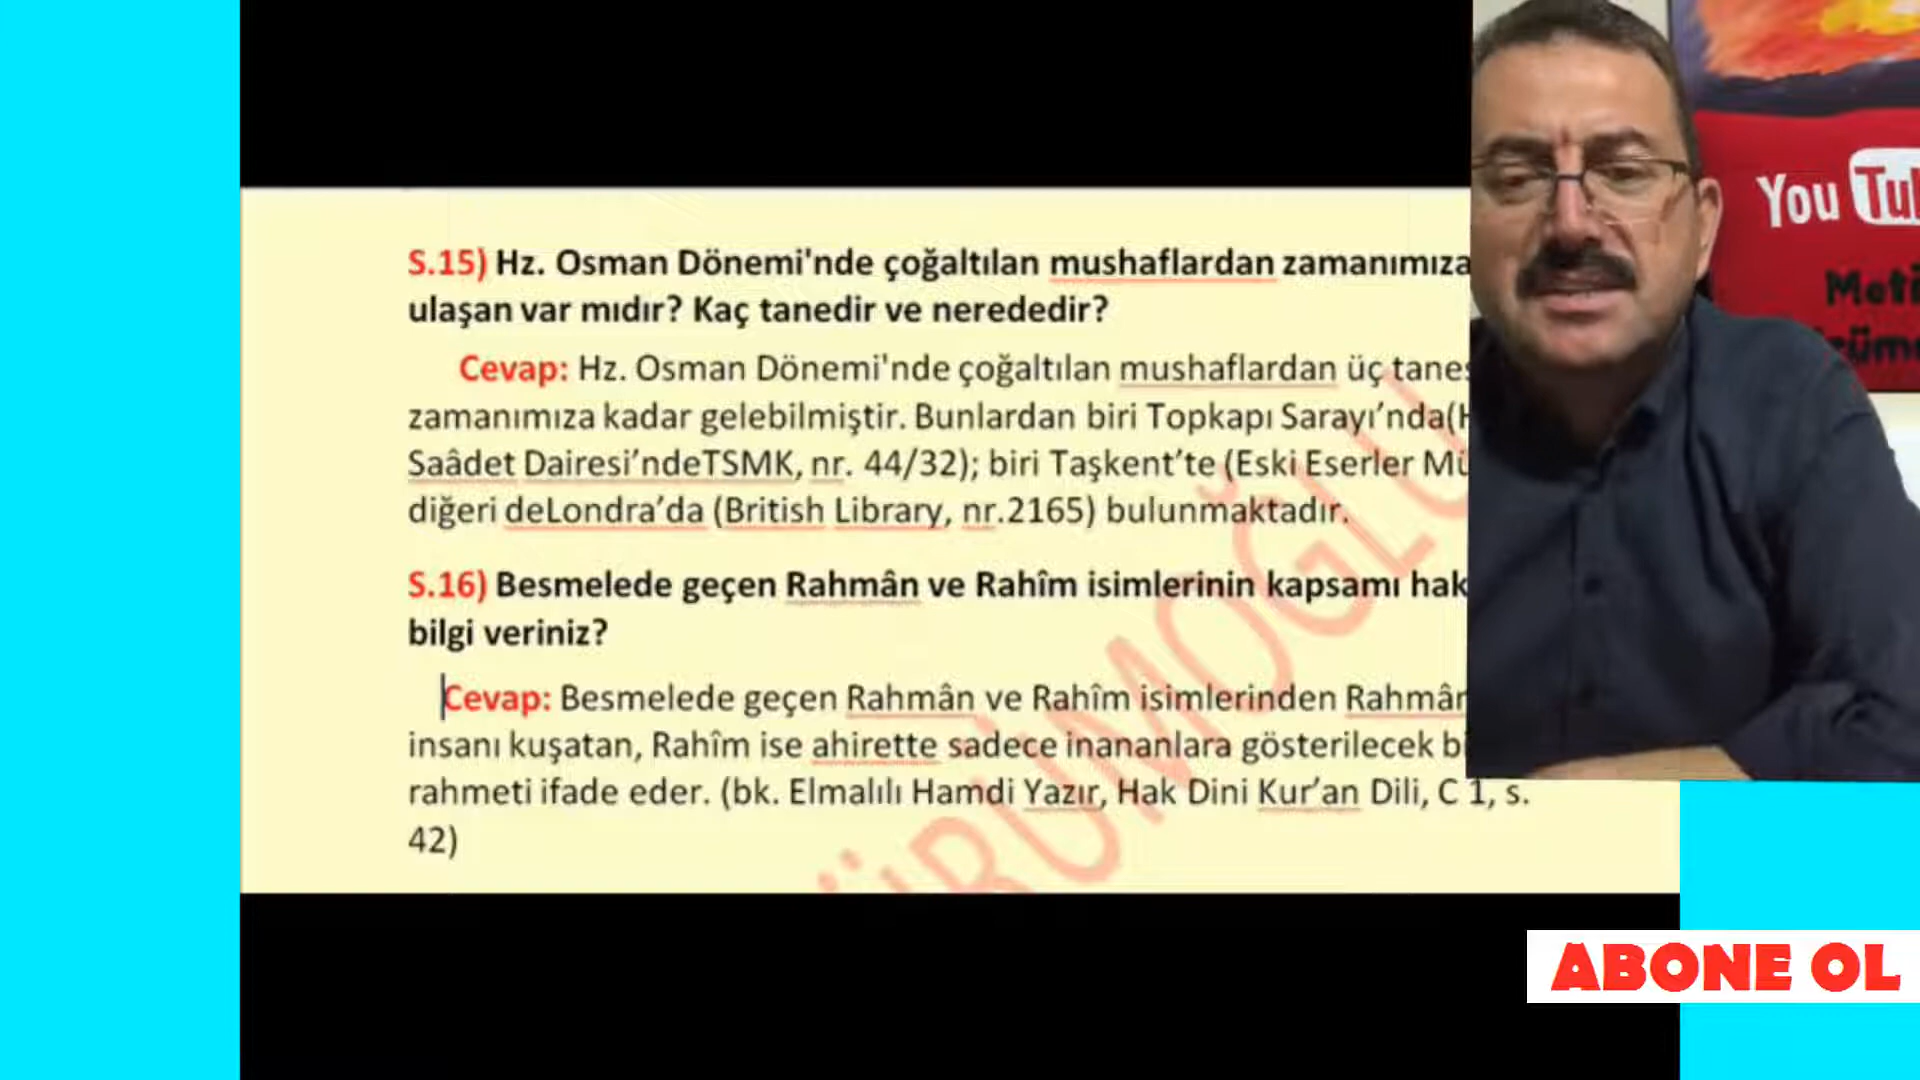 S.15) Hz. Osman Dönemi'nde çoğaltılan mushaflardan zamanımıza
ulaşan var mıdır? Kaç tanedir ve nerededir?
Cevap: Hz. Osman Dönemi'nde çoğaltılan mushaflardan üç
zamanımıza kadar gelebilmiştir. Bunlardan biri Topkapı Sarayı’nda
Saâdet Dairesi’ndeTSMK, nr. 44/32); biri Taşkent’te (Eski Eserler
diğeri deLondra’da (British Library, nr.2165) bulunmaktadır.
S.16) Besmelede geçen Rahmân ve Rahîm isimlerinin kapsamı
bilgi veriniz?
Cevap: Besmelede geçen Rahmân ve Rahîm isimlerinden
insanı kuşatan, Rahîm ise ahirette sadece inananlara gösterilecek
rahmeti ifade eder. (bk. Elmalılı Hamdi Yazır, Hak Dini Kur’an Dili, C 1, s.
42)
You
ABONE OL